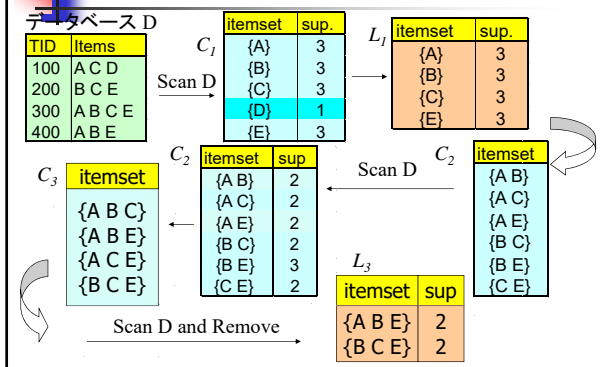 データベース D
TID Items
100 A C D
200 B C E
300 A B C E
400 A B E
Scan D
C1
itemset sup.
{A} 3
{B} 3
{C} 3
{D} 1
{E} 3
L1
itemset sup.
{A} 3
{B} 3
{C} 3
{E} 3
C2
itemset
{A B}
{A C}
{A E}
{B C}
{B E}
{C E}
Scan D
C2
itemset sup
{A B} 2
{A C} 2
{A E} 2
{B C} 2
{B E} 3
{C E} 2
C3
itemset
{A B C}
{A B E}
{A C E}
{B C E}
Scan D and Remove
L3
itemset sup
{A B E} 2
{B C E} 2